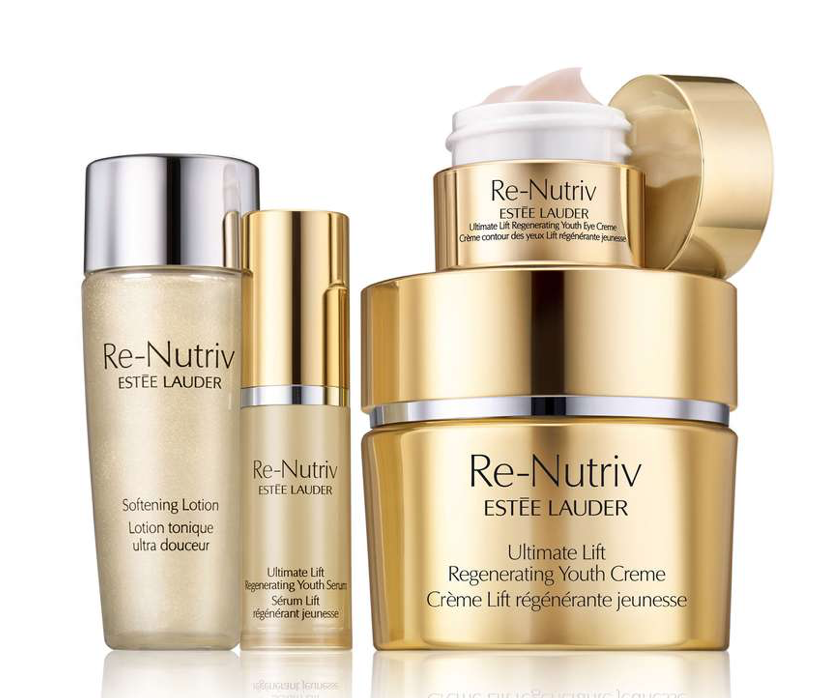 Re-Nutriv
ESTĒE LAUDER
Softening Lotion
Lotion tonique
ultra douceur
Re-Nutriv
ESTĒE LAUDER
Ultimate Lift
Regenerating Youth Serum
Sérum Lift
régénérant jeunesse
Re-Nutriv
ESTĒE LAUDER
Ultimate Lift Regenerating Youth Eye Creme
Crème contour des yeux Lift régénérante jeunesse
Re-Nutriv
ESTĒE LAUDER
Ultimate Lift
Regenerating Youth Creme
Crème Lift régénérante jeunesse